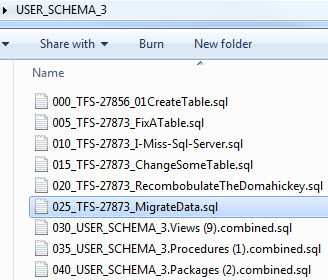 USER_SCHEMA_3
Share with Burn New folder
Name
000_TFS-27856_01CreateTable.sql
005_TFS-27873_FixATable.sql
010_TFS-27873_I-Miss-Sql-Server.sql
015_TFS-27873_ChangeSomeTable.sql
020_TFS-27873_RecombobulateTheDomahickey.sql
025_TFS-27873_MigrateData.sql
030_USER_SCHEMA_3.Views (9).combined.sql
035_USER_SCHEMA_3.Procedures (1).combined.sql
040_USER_SCHEMA_3.Packages (2).combined.sql